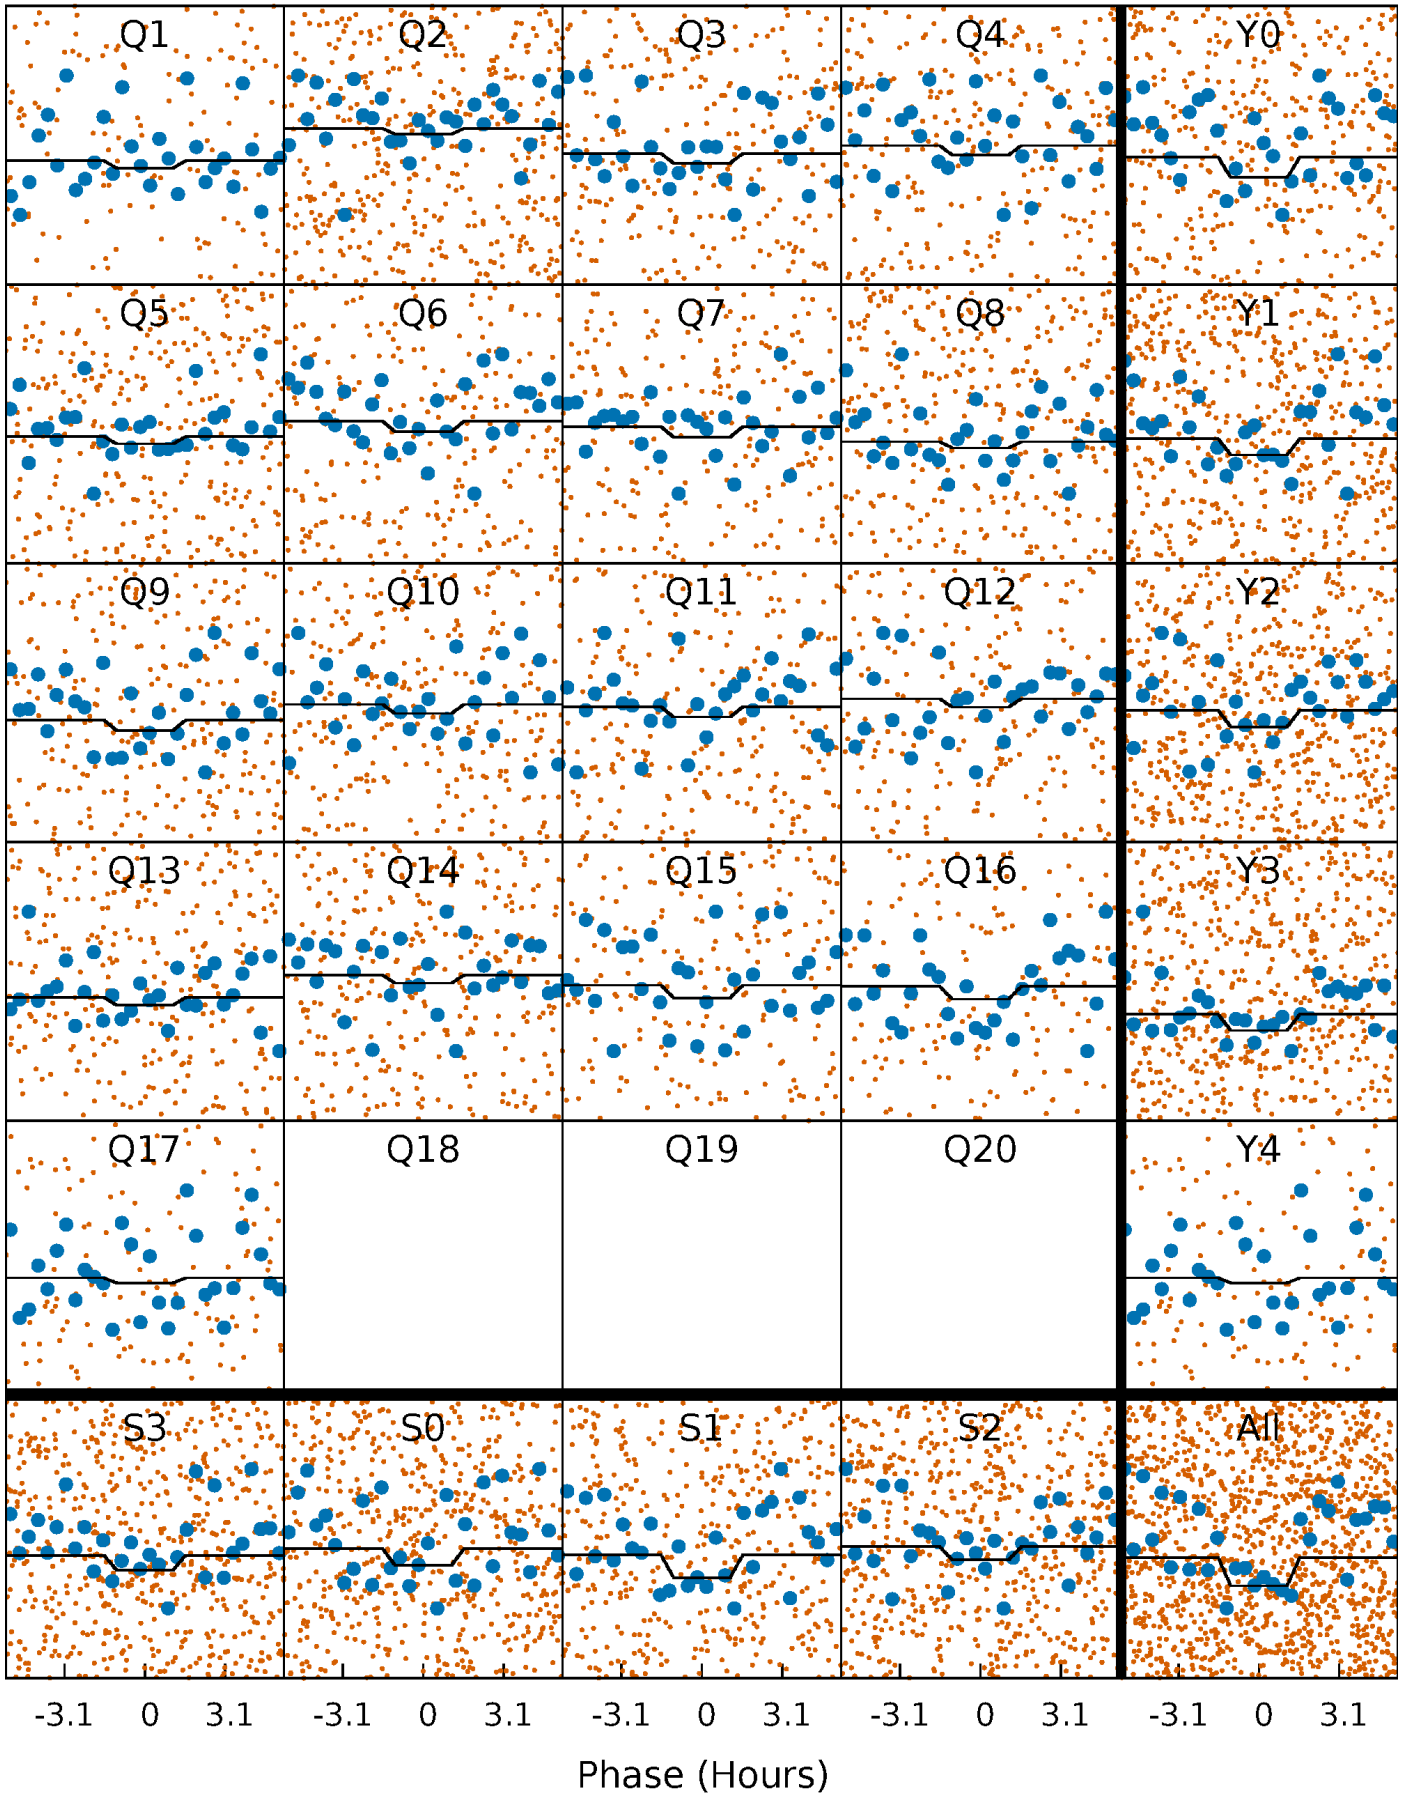 Q1 Q2 Q3 Q4 Y0
Q5 Q6 Q7 Q8 Y1
Q9 Q10 Q11 Q12 Y2
Q13 Q14 Q15 Q16 Y3
Q17 Q18 Q19 Q20 Y4
S3 S0 S1 S2 All
-3.1 0 3.1 -3.1 0 3.1 -3.1 0 3.1 -3.1 0 3.1 -3.1 0 3.1
Phase (Hours)